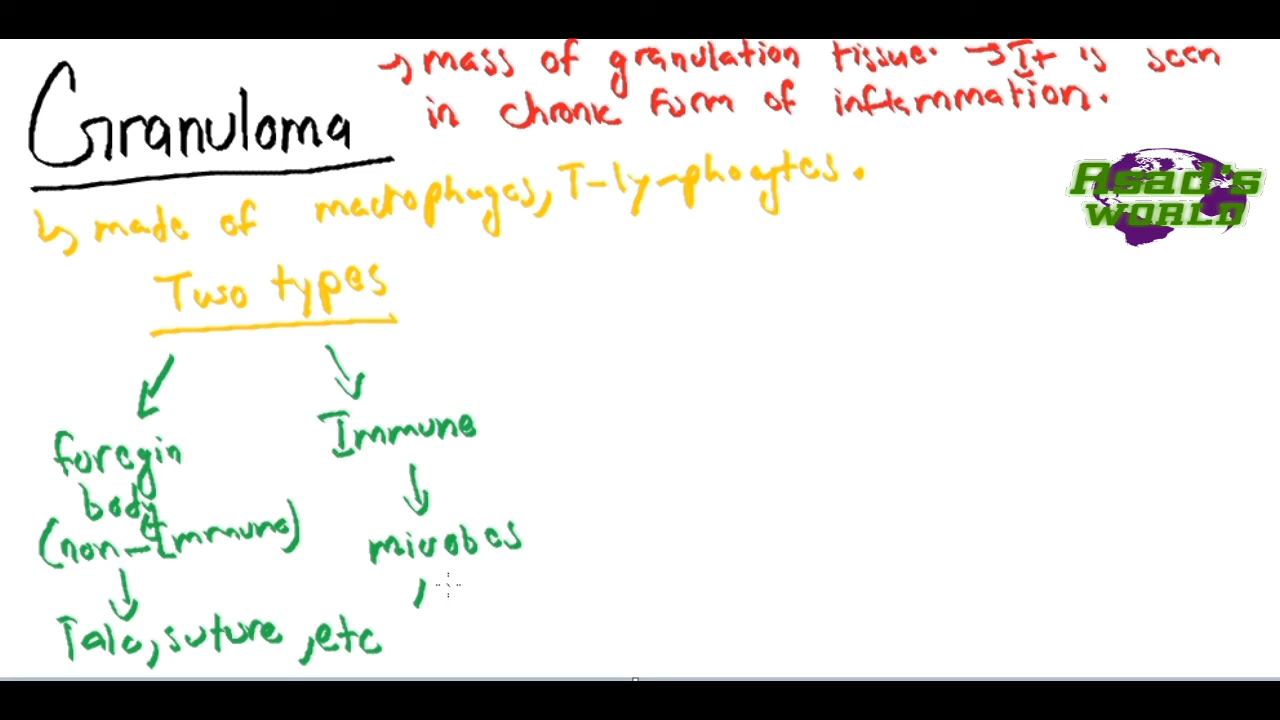 Granuloma
↳ mass of granulation tissue. → It is seen
in chronic form of inflammation.
↳ made of macrophages, T-lymphocytes.
Two types
foregin
body
(non-Immune)
Talc, suture, etc
Immune
microbes
Asad's
WORLD